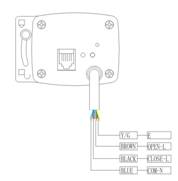 Y/G E
BROWN OPEN-L
BLACK CLOSE-L
BLUE COM-N